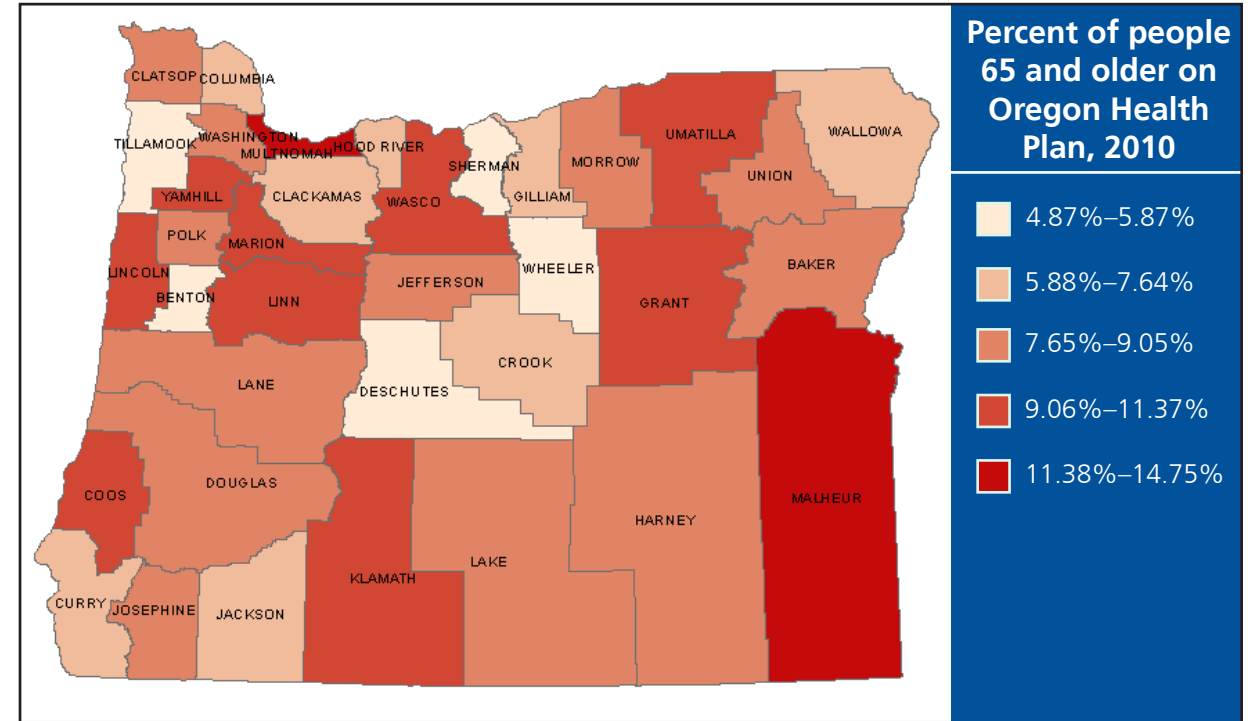 Percent of people
65 and older on
Oregon Health
Plan, 2010
4.87%–5.87%
5.88%–7.64%
7.65%–9.05%
9.06%–11.37%
11.38%–14.75%
CLATSOP
COLUMBIA
TILLAMOOK
WASHINGTON
MULTNOMAH
HOOD RIVER
SHERMAN
UMATILLA
WALLOWA
MORROW
UNION
GILLIAM
YAMHILL
CLACKAMAS
WASCO
POLK
MARION
LINCOLN
BENTON
LINN
JEFFERSON
WHEELER
GRANT
BAKER
CROOK
LANE
DESCHUTES
COOS
DOUGLAS
HARNEY
MALHEUR
LAKE
KLAMATH
CURRY
JOSEPHINE
JACKSON